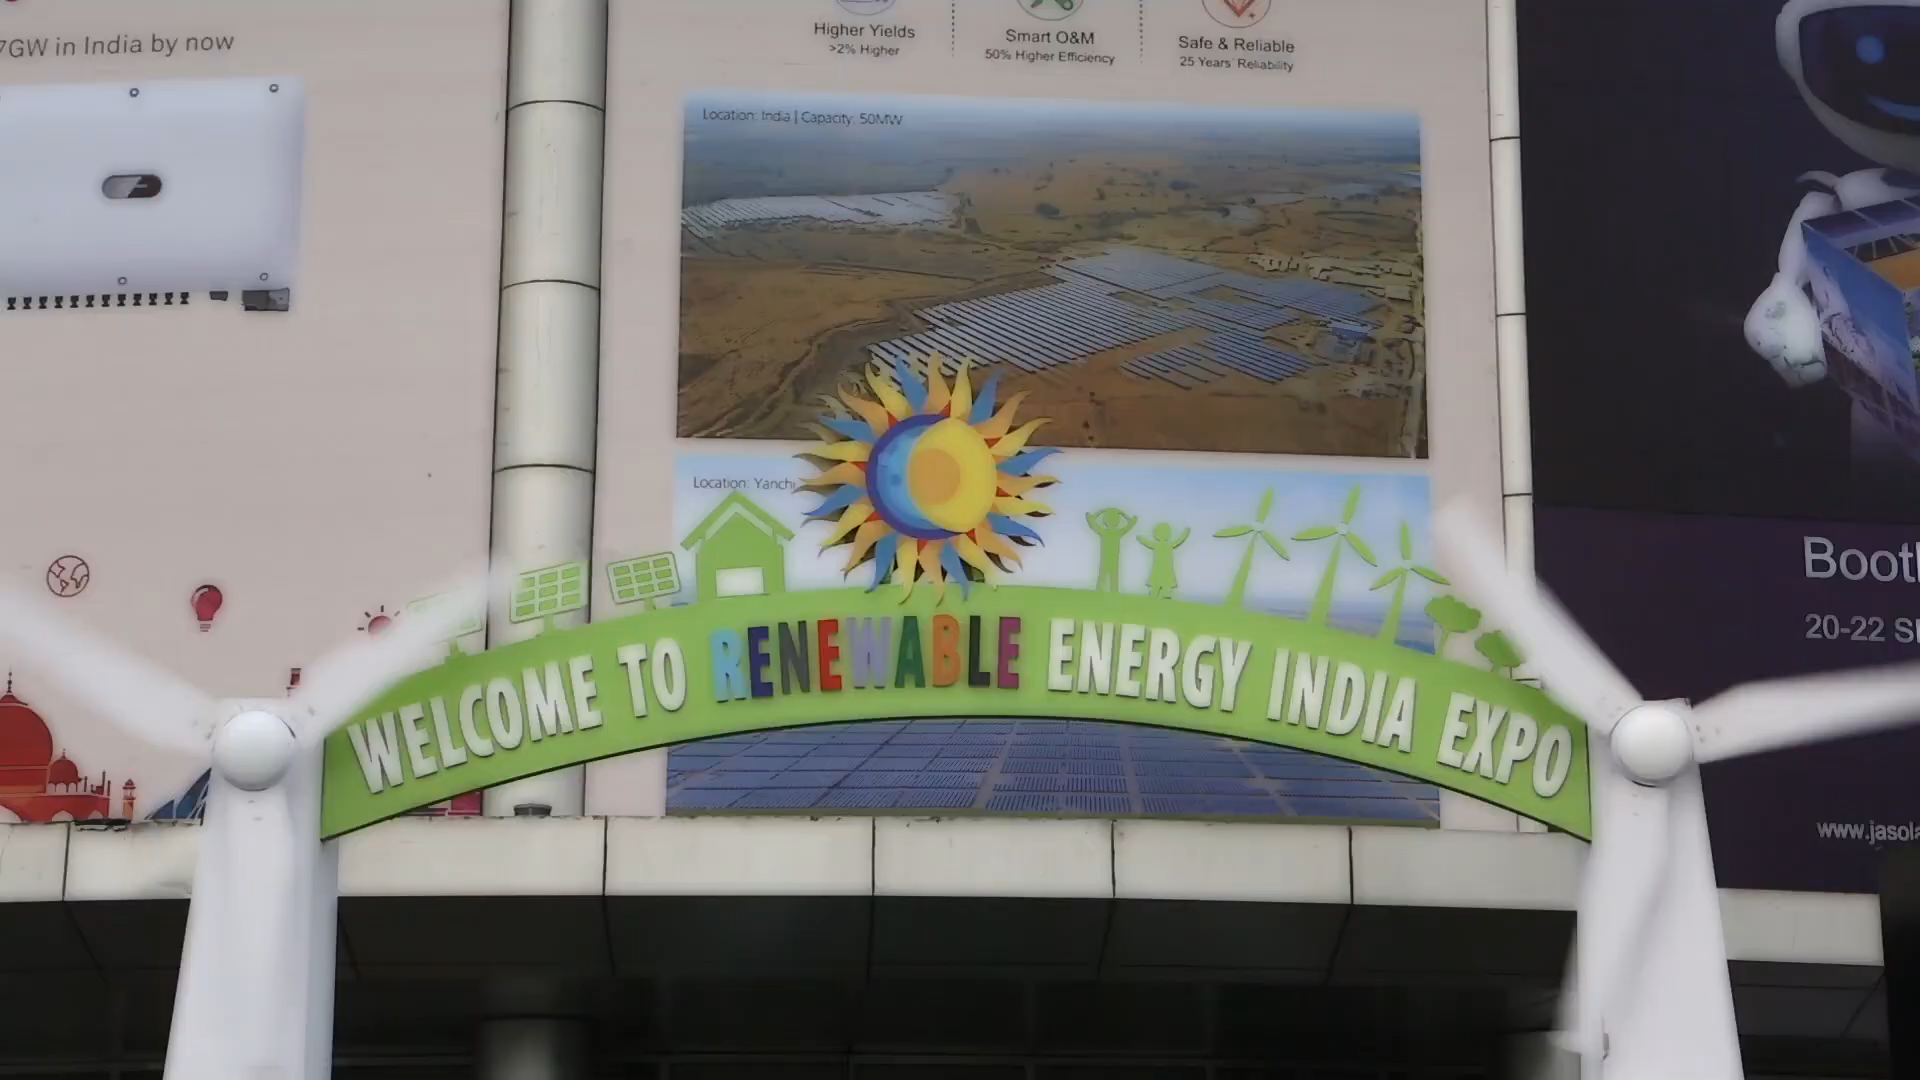 7GW in India by now
Higher Yields
>2% Higher
Smart O&M
50% Higher Efficiency
Safe & Reliable
25 Years' Reliability
Location: India | Capacity: 50MW
Location: Yanchi
WELCOME TO RENEWABLE ENERGY INDIA EXPO
Boot
20-22 S
www.jasola